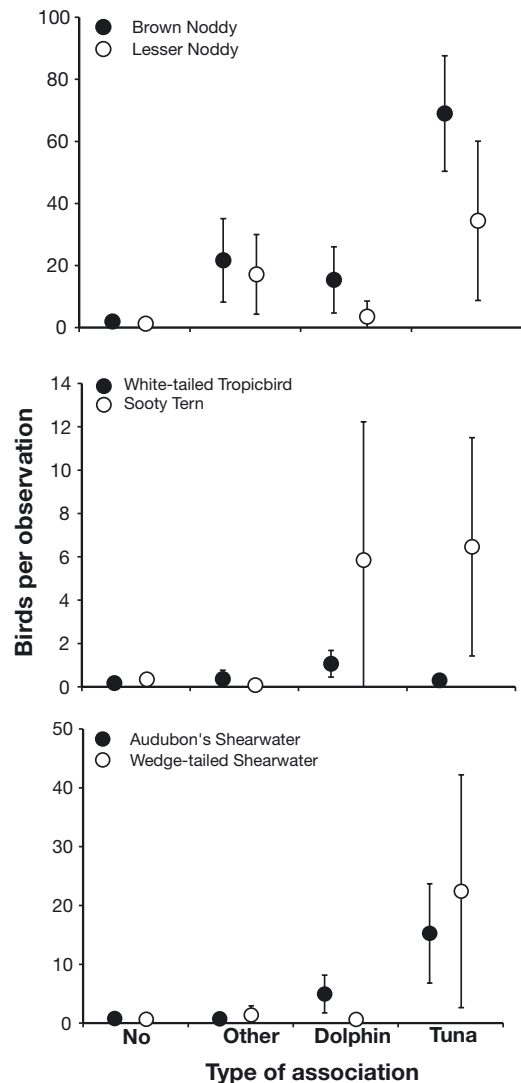 Birds per observation
100
80
60
40
20
0
Brown Noddy
Lesser Noddy
14
12
10
8
6
4
2
0
White-tailed Tropicbird
Sooty Tern
50
40
30
20
10
0
Audubon's Shearwater
Wedge-tailed Shearwater
No Other Dolphin Tuna
Type of association